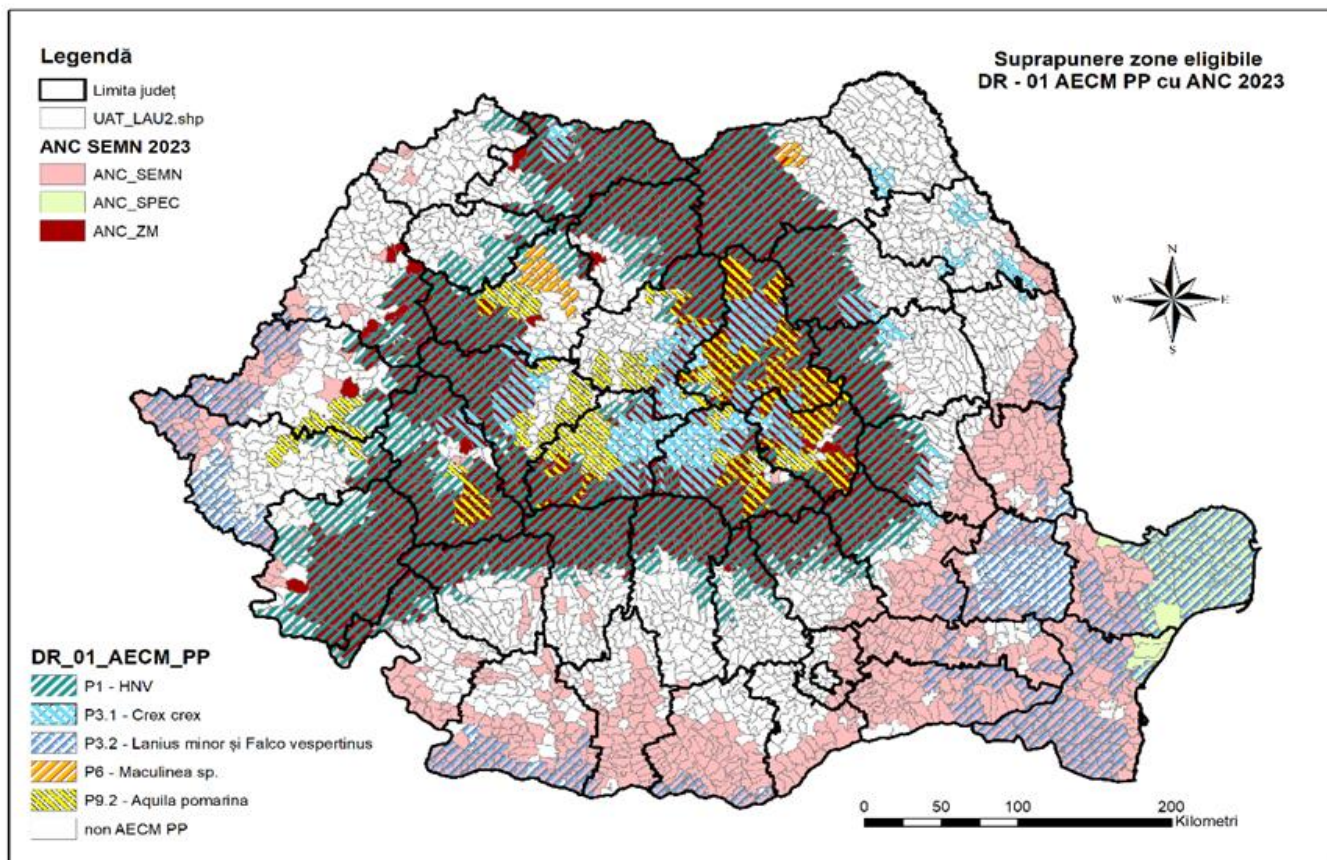 Legendă
Limita județ
UAT_LAU2.shp
ANC SEMN 2023
ANC_SEMN
ANC_SPEC
ANC_ZM
Suprapunere zone eligibile
DR - 01 AECM PP cu ANC 2023
N
W E
S
DR_01_AECM_PP
P1 - HNV
P3.1 - Crex crex
P3.2 - Lanius minor și Falco vespertinus
P6 - Maculinea sp.
P9.2 - Aquila pomarina
non AECM PP
0 50 100 200
Kilometri